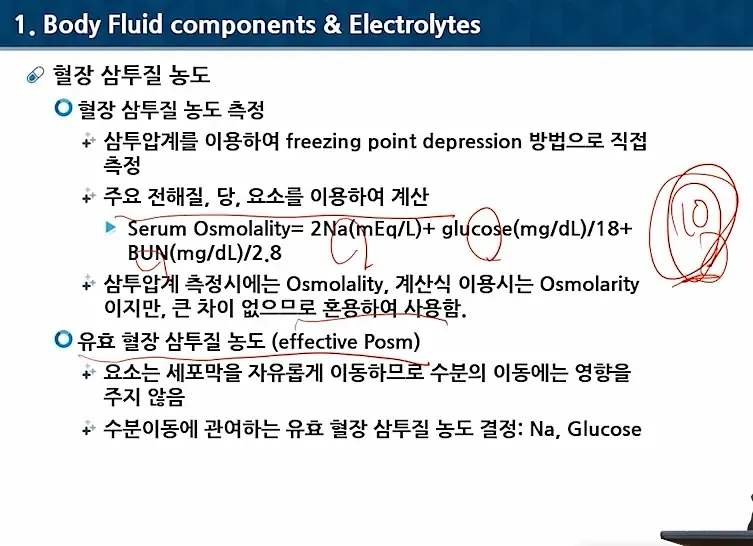 1. Body Fluid components & Electrolytes
혈장 삼투질 농도
혈장 삼투질 농도 측정
삼투압계를 이용하여 freezing point depression 방법으로 직접
측정
주요 전해질, 당, 요소를 이용하여 계산
Serum Osmolality= 2Na(mEq/L)+ glucose(mg/dL)/18+
BUN(mg/dL)/2.8
삼투압계 측정시에는 Osmolality, 계산식 이용시는 Osmolarity
이지만, 큰 차이 없으므로 혼용하여 사용함.
유효 혈장 삼투질 농도 (effective Posm)
요소는 세포막을 자유롭게 이동하므로 수분의 이동에는 영향을
주지 않음
수분이동에 관여하는 유효 혈장 삼투질 농도 결정: Na, Glucose